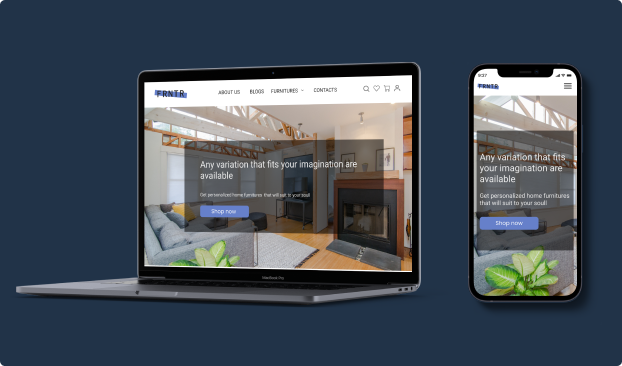 FRNTR
ABOUT US
BLOGS
FURNITURES
CONTACTS
Any variation that fits your imagination are
available
Get personalized home furnitures that will suit to your soul!
Shop now
MacBook Pro
9:27
FRNTR
Any variation that fits
your imagination are
available
Get personalized home furnitures
that will suit to your soul!
Shop now